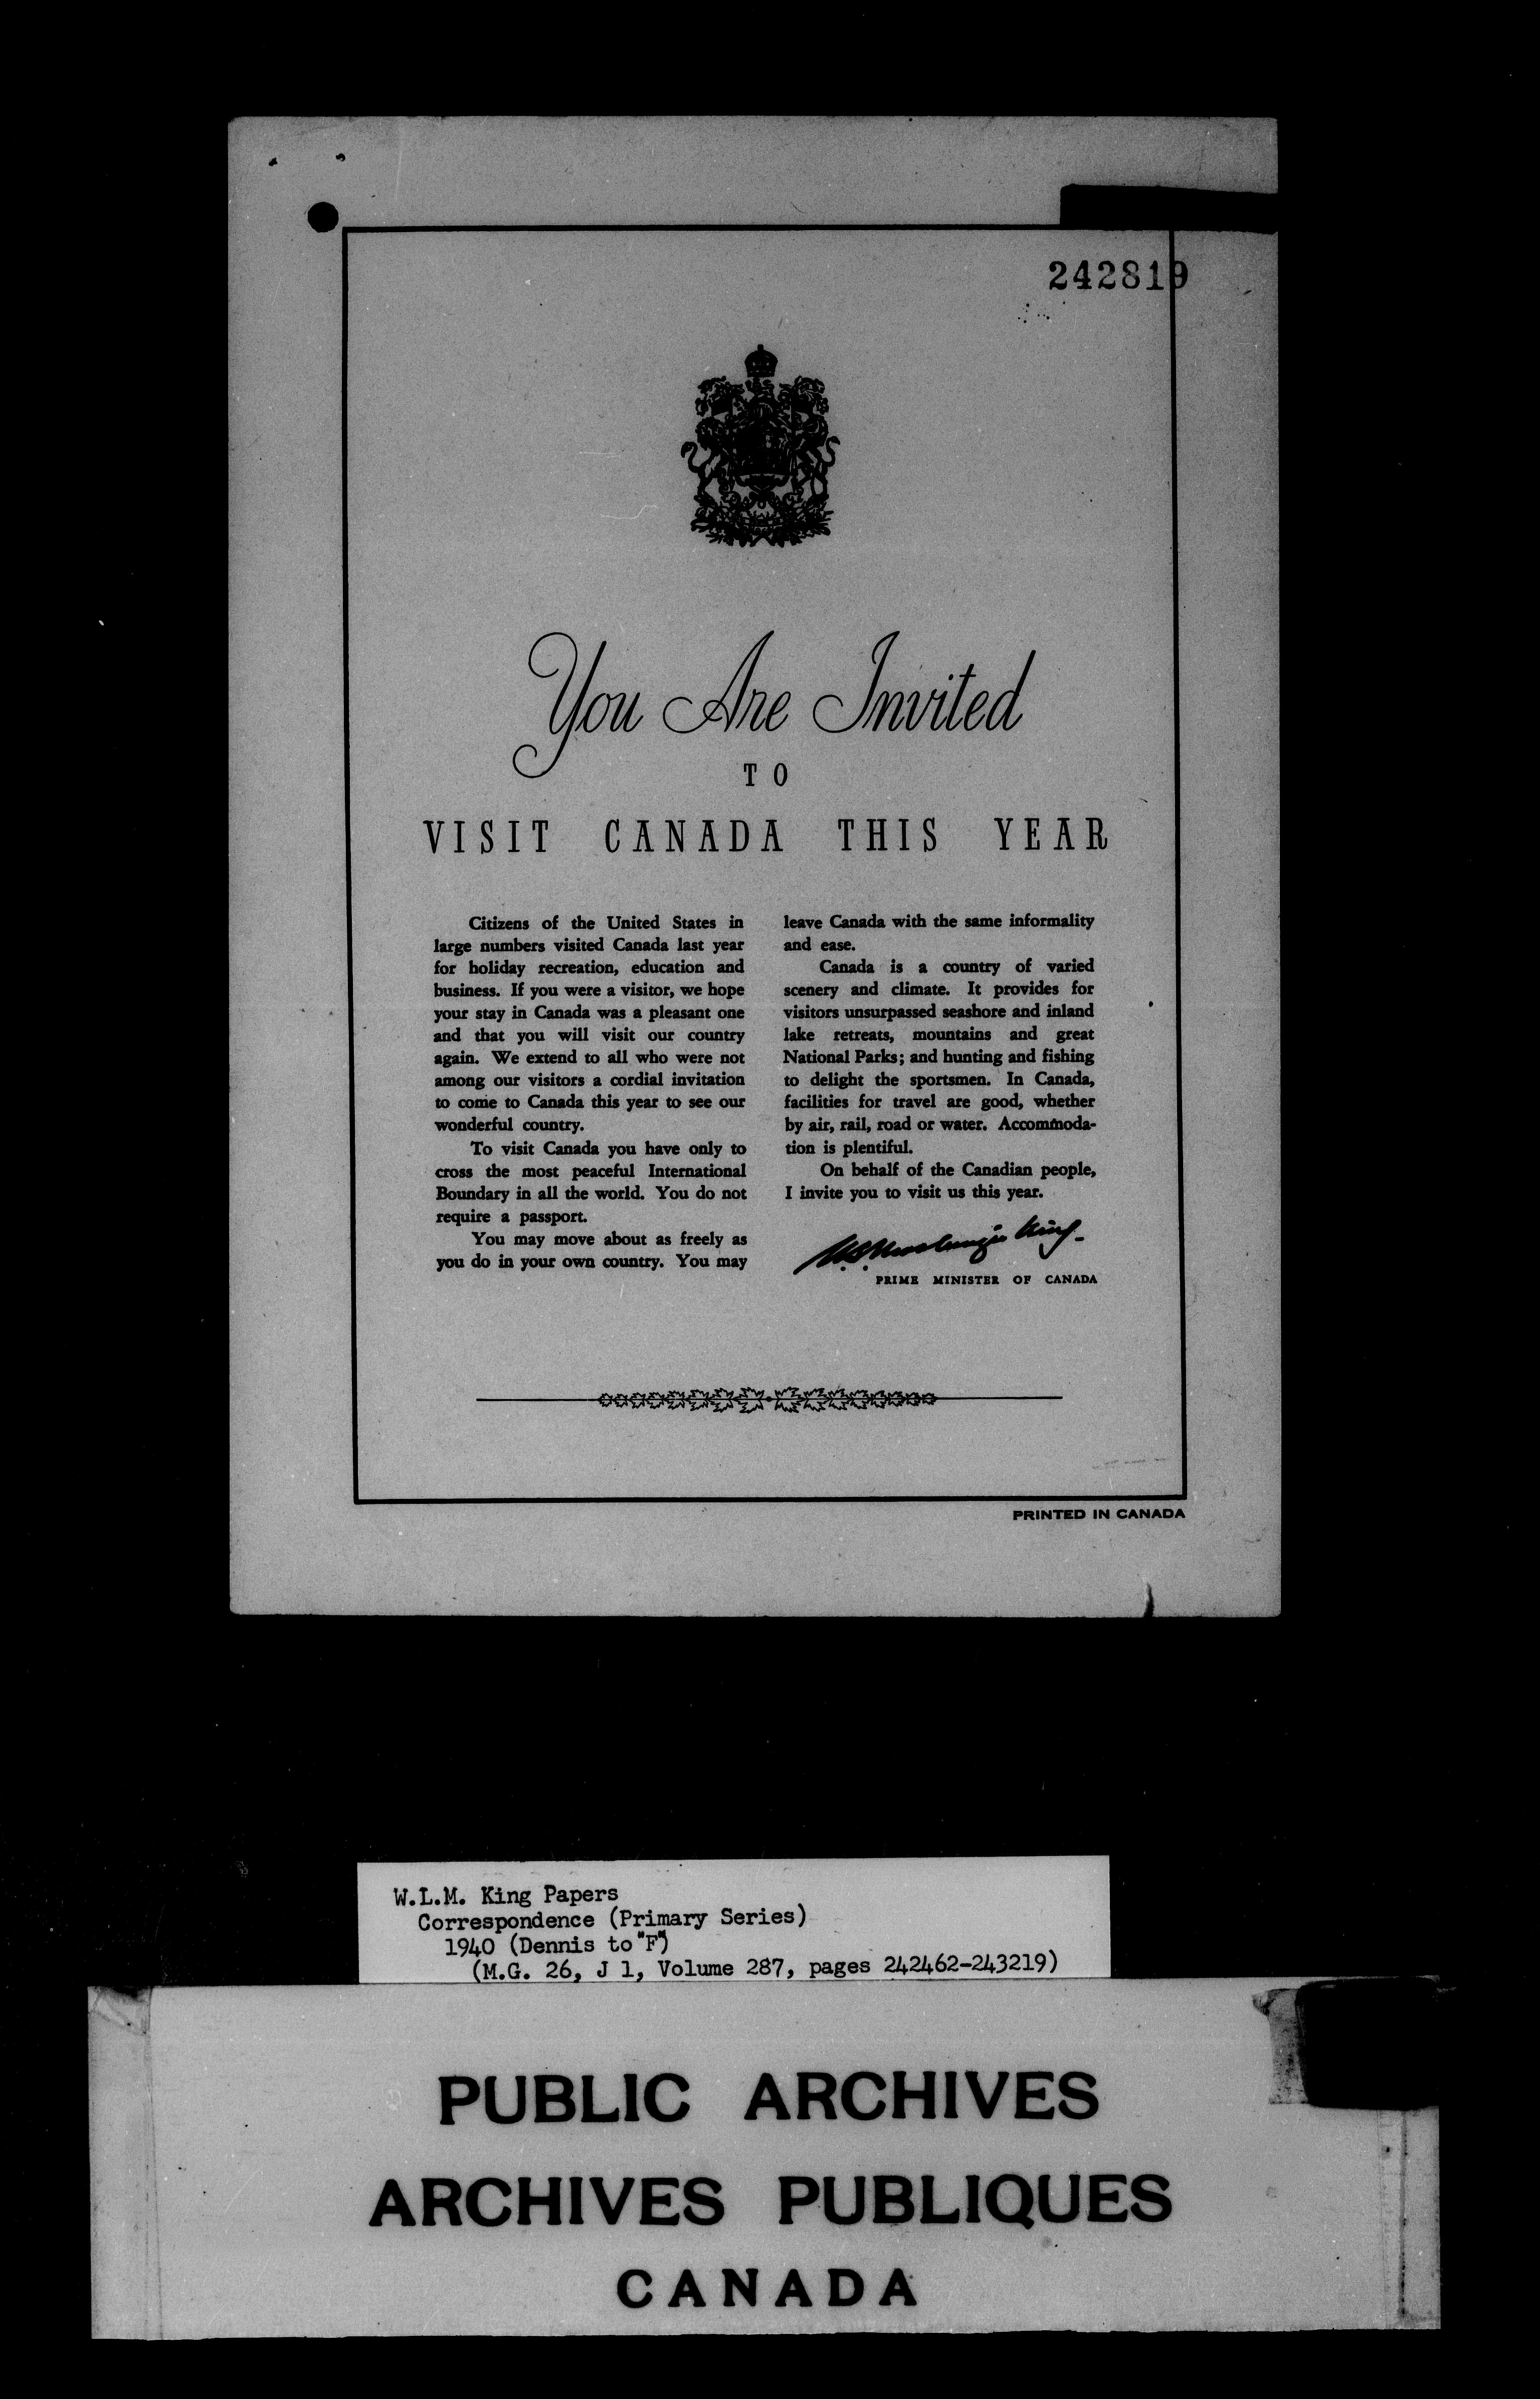 242819
You Are Invited
TO
VISIT CANADA THIS YEAR
Citizens of the United States in
large numbers visited Canada last year
for holiday recreation, education and
business. If you were a visitor, we hope
your stay in Canada was a pleasant one
and that you will visit our country
again. We extend to all who were not
among our visitors a cordial invitation
to come to Canada this year to see our
wonderful country.
To visit Canada you have only to
cross the most peaceful International
Boundary in all the world. You do not
require a passport.
You may move about as freely as
you do in your own country. You may
leave Canada with the same informality
and ease.
Canada is a country of varied
scenery and climate. It provides for
visitors unsurpassed seashore and inland
lake retreats, mountains and great
National Parks; and hunting and fishing
to delight the sportsmen. In Canada,
facilities for travel are good, whether
by air, rail, road or water. Accommoda-
tion is plentiful.
On behalf of the Canadian people,
I invite you to visit us this year.
W. L. Mackenzie King
PRIME MINISTER OF CANADA
PRINTED IN CANADA
W.L.M. King Papers
Correspondence (Primary Series)
1940 (Dennis to "F")
(M.G. 26, J 1, Volume 287, pages 242462-243219)
PUBLIC ARCHIVES
ARCHIVES PUBLIQUES
CANADA